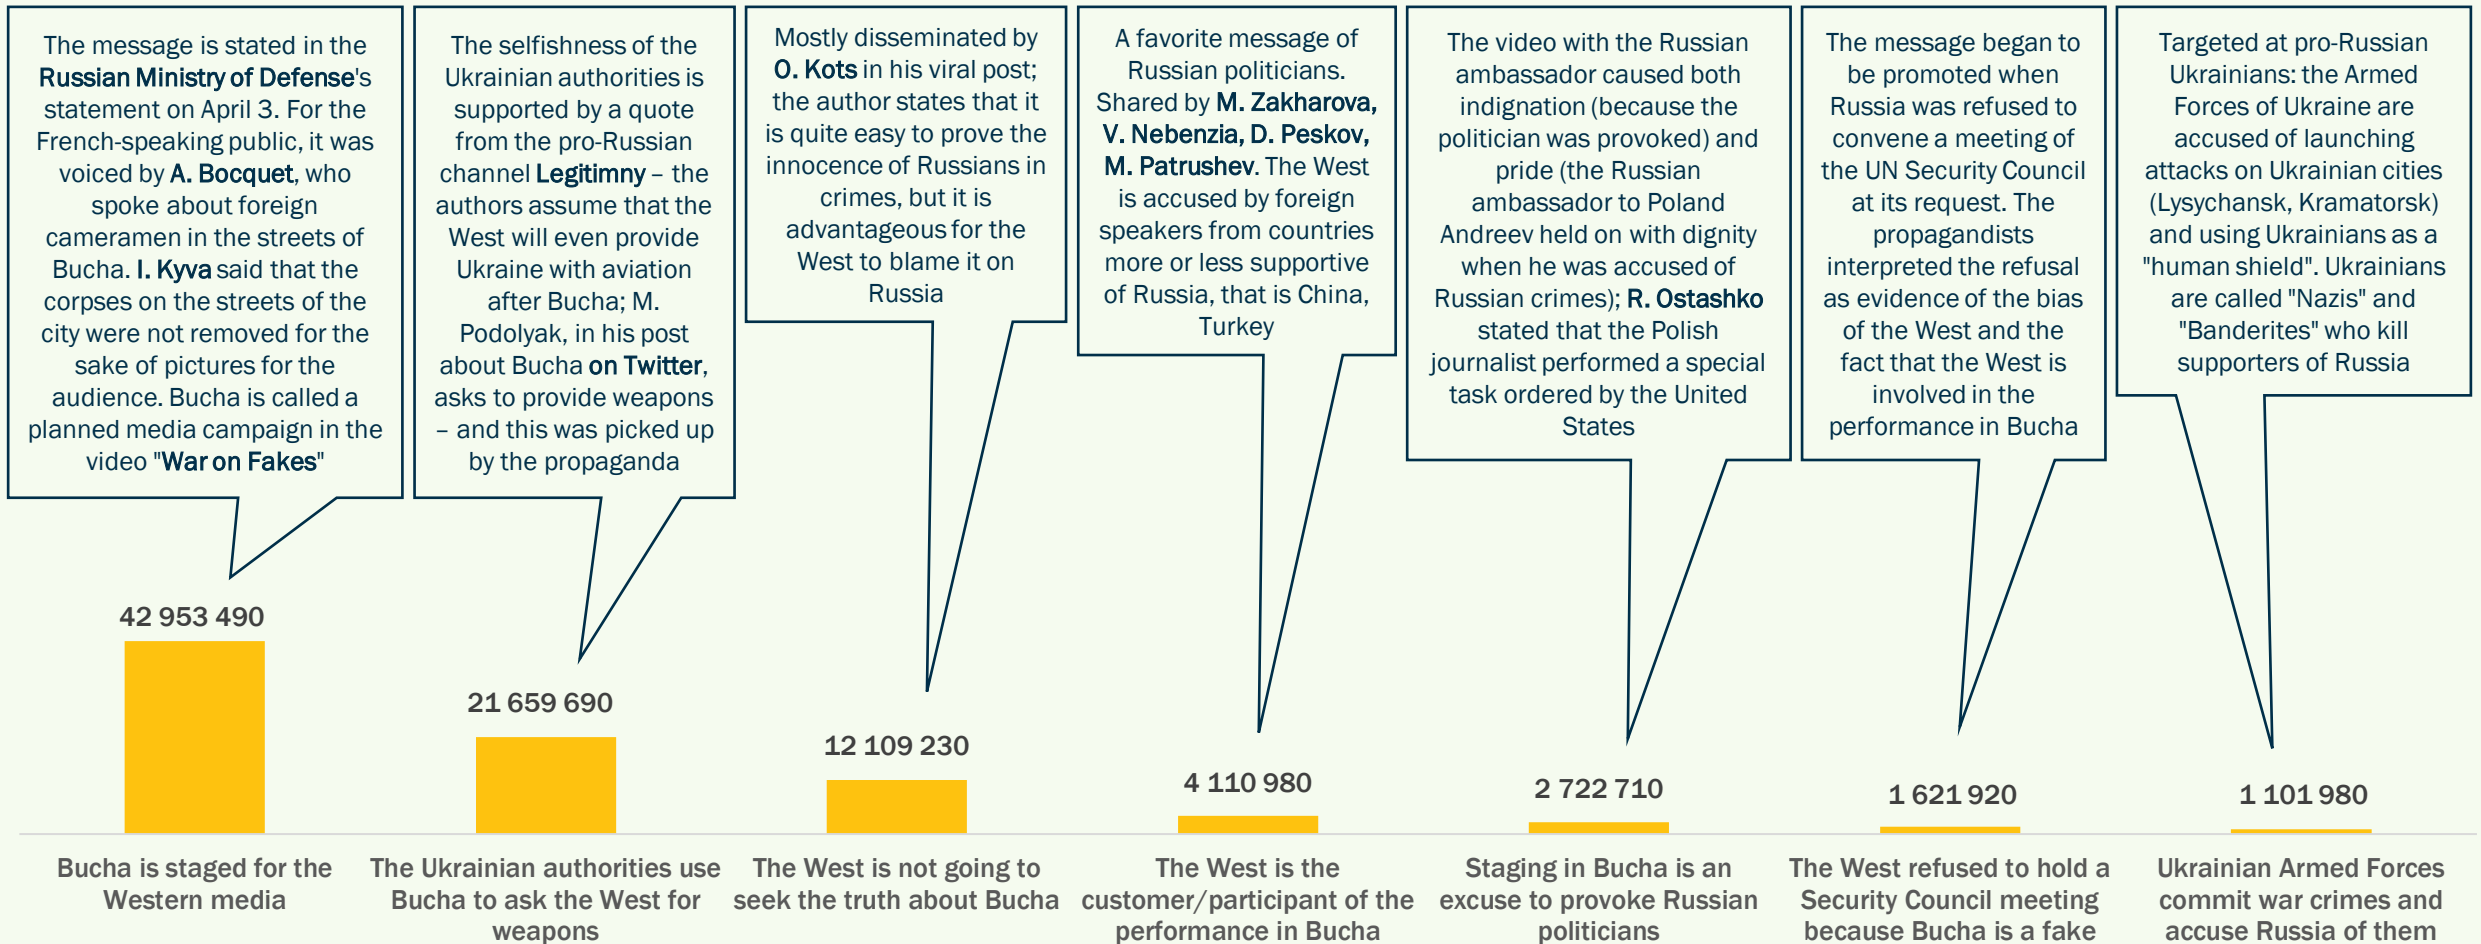 The message is stated in the
Russian Ministry of Defense's
statement on April 3. For the
French-speaking public, it was
voiced by A. Bocquet, who
spoke about foreign
cameramen in the streets of
Bucha. I. Kyva said that the
corpses on the streets of the
city were not removed for the
sake of pictures for the
audience. Bucha is called a
planned media campaign in the
video "War on Fakes"
The selfishness of the
Ukrainian authorities is
supported by a quote
from the pro-Russian
channel Legitimny – the
authors assume that the
West will even provide
Ukraine with aviation
after Bucha; M.
Podolyak, in his post
about Bucha on Twitter,
asks to provide weapons
– and this was picked up
by the propaganda
Mostly disseminated by
O. Kots in his viral post;
the author states that it
is quite easy to prove the
innocence of Russians in
crimes, but it is
advantageous for the
West to blame it on
Russia
A favorite message of
Russian politicians.
Shared by M. Zakharova,
V. Nebenzia, D. Peskov,
M. Patrushev. The West
is accused by foreign
speakers from countries
more or less supportive
of Russia, that is China,
Turkey
The video with the Russian
ambassador caused both
indignation (because the
politician was provoked) and
pride (the Russian
ambassador to Poland
Andreev held on with dignity
when he was accused of
Russian crimes); R. Ostashko
stated that the Polish
journalist performed a special
task ordered by the United
States
The message began to
be promoted when
Russia was refused to
convene a meeting of
the UN Security Council
at its request. The
propagandists
interpreted the refusal
as evidence of the bias
of the West and the
fact that the West is
involved in the
performance in Bucha
Targeted at pro-Russian
Ukrainians: the Armed
Forces of Ukraine are
accused of launching
attacks on Ukrainian cities
(Lysychansk, Kramatorsk)
and using Ukrainians as a
"human shield". Ukrainians
are called "Nazis" and
"Banderites" who kill
supporters of Russia
42 953 490
21 659 690
12 109 230
4 110 980
2 722 710
1 621 920
1 101 980
Bucha is staged for the
Western media
The Ukrainian authorities use
Bucha to ask the West for
weapons
The West is not going to
seek the truth about Bucha
The West is the
customer/participant of the
performance in Bucha
Staging in Bucha is an
excuse to provoke Russian
politicians
The West refused to hold a
Security Council meeting
because Bucha is a fake
Ukrainian Armed Forces
commit war crimes and
accuse Russia of them